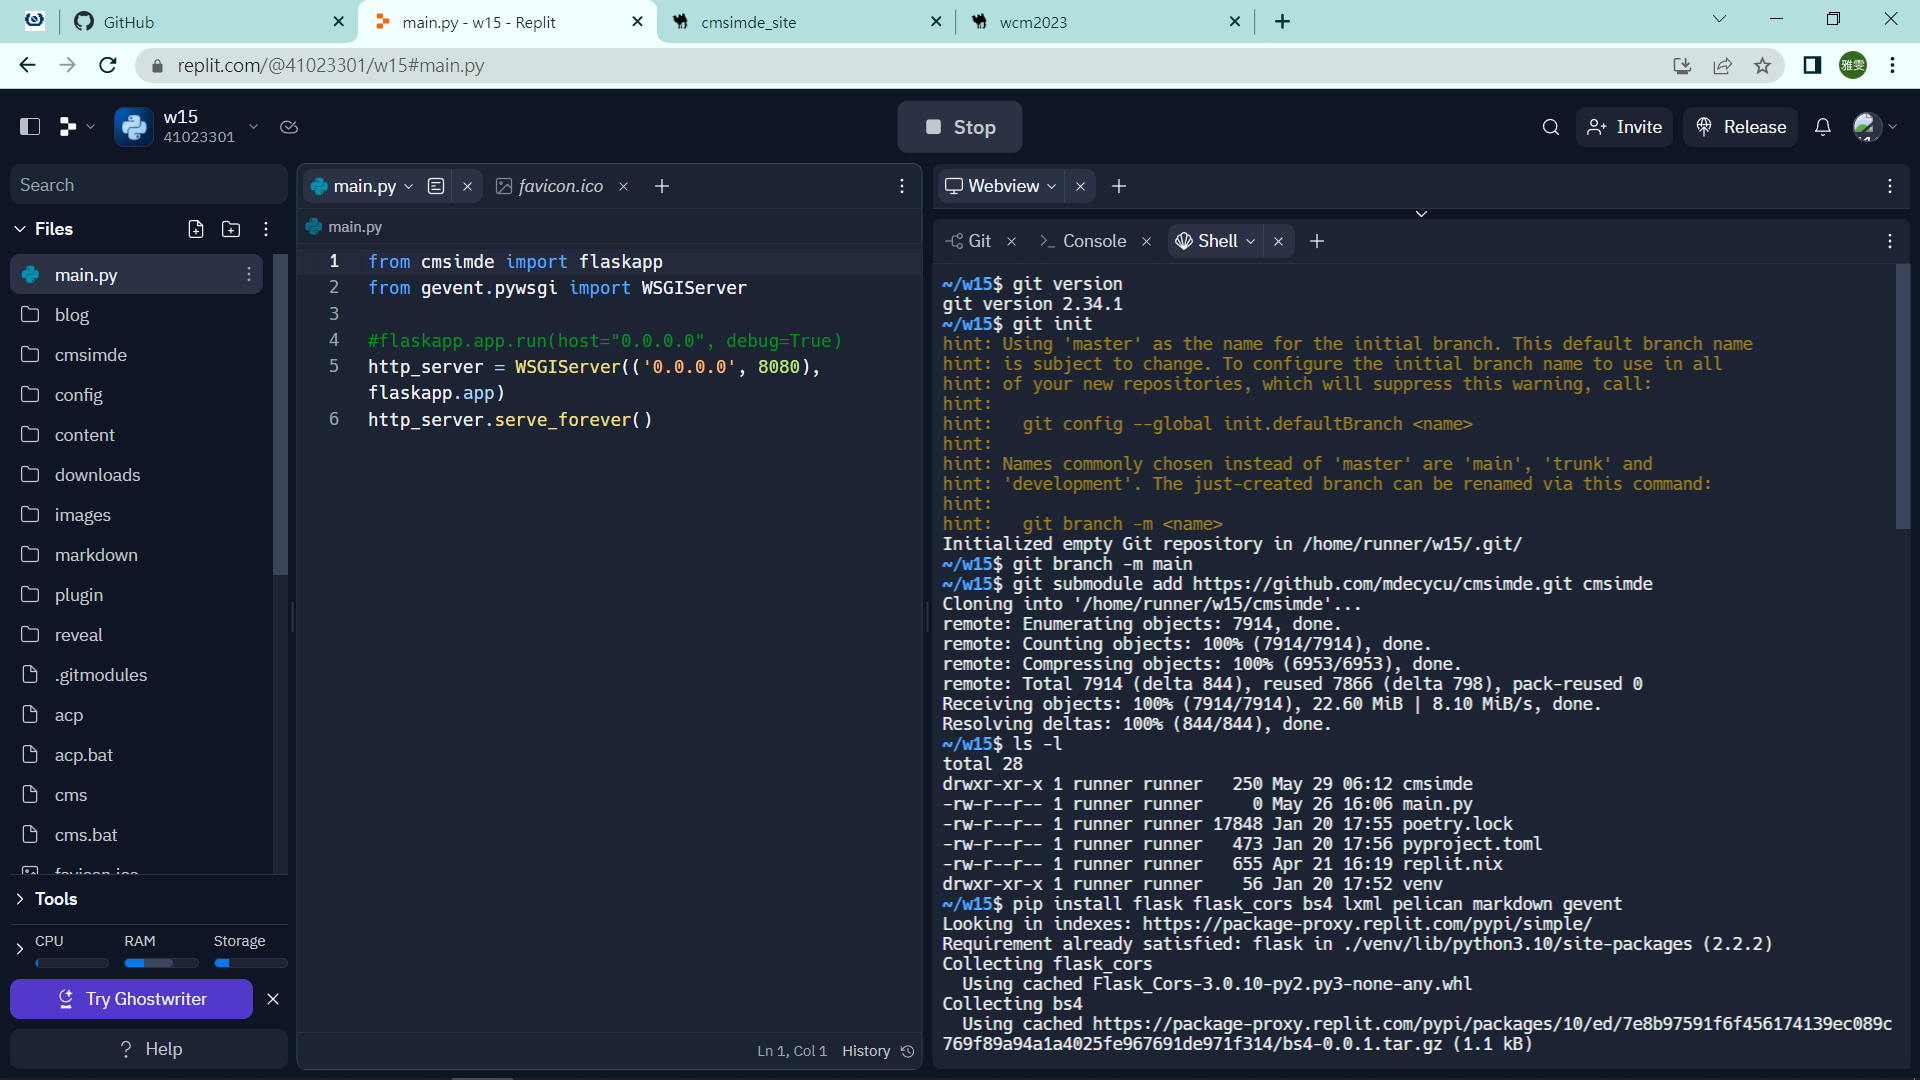 GitHub
main.py - w15 - Replit
cmsimde_site
wcm2023
replit.com/@41023301/w15#main.py
雅雯
w15
41023301
Stop
Invite
Release
Search
Files
main.py
blog
cmsimde
config
content
downloads
images
markdown
plugin
reveal
.gitmodules
acp
acp.bat
cms
cms.bat
favicon.ico
Tools
CPU RAM Storage
Try Ghostwriter
? Help
main.py
favicon.ico
main.py
1 from cmsimde import flaskapp
2 from gevent.pywsgi import WSGIServer
3
4 #flaskapp.app.run(host="0.0.0.0", debug=True)
5 http_server = WSGIServer(('0.0.0.0', 8080),
flaskapp.app)
6 http_server.serve_forever()
Ln 1, Col 1 History
Webview
Git
Console
Shell
~/w15$ git version
git version 2.34.1
~/w15$ git init
hint: Using 'master' as the name for the initial branch. This default branch name
hint: is subject to change. To configure the initial branch name to use in all
hint: of your new repositories, which will suppress this warning, call:
hint:
hint:   git config --global init.defaultBranch <name>
hint:
hint: Names commonly chosen instead of 'master' are 'main', 'trunk' and
hint: 'development'. The just-created branch can be renamed via this command:
hint:
hint:   git branch -m <name>
Initialized empty Git repository in /home/runner/w15/.git/
~/w15$ git branch -m main
~/w15$ git submodule add https://github.com/mdecycu/cmsimde.git cmsimde
Cloning into '/home/runner/w15/cmsimde'...
remote: Enumerating objects: 7914, done.
remote: Counting objects: 100% (7914/7914), done.
remote: Compressing objects: 100% (6953/6953), done.
remote: Total 7914 (delta 844), reused 7866 (delta 798), pack-reused 0
Receiving objects: 100% (7914/7914), 22.60 MiB | 8.10 MiB/s, done.
Resolving deltas: 100% (844/844), done.
~/w15$ ls -l
total 28
drwxr-xr-x 1 runner runner   250 May 29 06:12 cmsimde
-rw-r--r-- 1 runner runner     0 May 26 16:06 main.py
-rw-r--r-- 1 runner runner 17848 Jan 20 17:55 poetry.lock
-rw-r--r-- 1 runner runner   473 Jan 20 17:56 pyproject.toml
-rw-r--r-- 1 runner runner   655 Apr 21 16:19 replit.nix
drwxr-xr-x 1 runner runner    56 Jan 20 17:52 venv
~/w15$ pip install flask flask_cors bs4 lxml pelican markdown gevent
Looking in indexes: https://package-proxy.replit.com/pypi/simple/
Requirement already satisfied: flask in ./venv/lib/python3.10/site-packages (2.2.2)
Collecting flask_cors
  Using cached Flask_Cors-3.0.10-py2.py3-none-any.whl
Collecting bs4
  Using cached https://package-proxy.replit.com/pypi/packages/10/ed/7e8b97591f6f456174139ec089c
769f89a94a1a4025fe967691de971f314/bs4-0.0.1.tar.gz (1.1 kB)